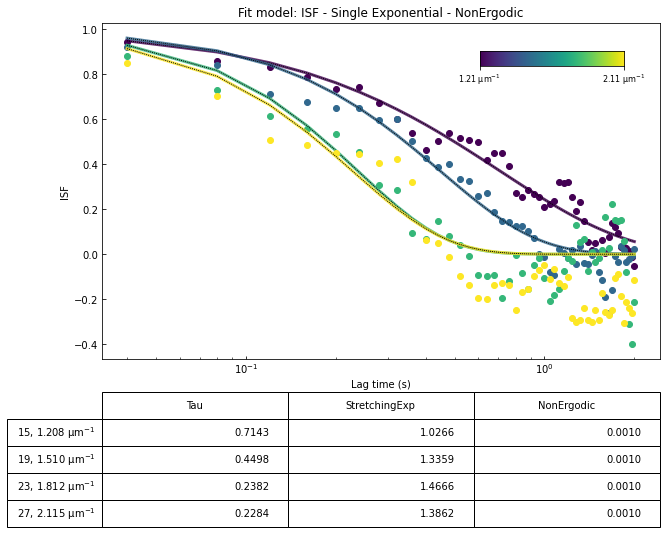 Fit model: ISF - Single Exponential - NonErgodic
1.0
0.8
0.6
0.4
0.2
0.0
−0.2
−0.4
ISF
1.21 μm⁻¹ 2.11 μm⁻¹
10⁻¹ 10⁰
Lag time (s)
Tau StretchingExp NonErgodic
15, 1.208 μm⁻¹ 0.7143 1.0266 0.0010
19, 1.510 μm⁻¹ 0.4498 1.3359 0.0010
23, 1.812 μm⁻¹ 0.2382 1.4666 0.0010
27, 2.115 μm⁻¹ 0.2284 1.3862 0.0010